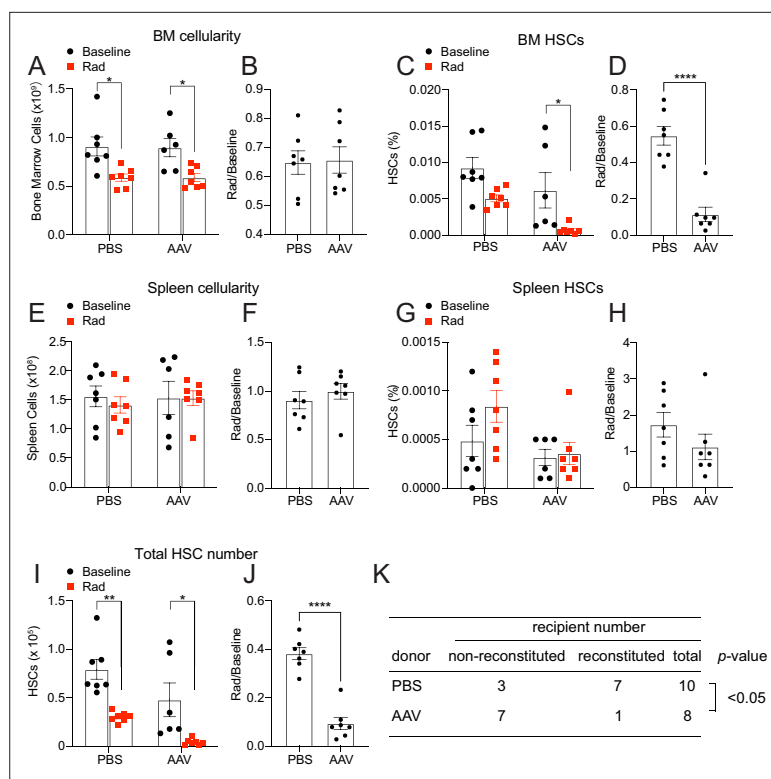 BM cellularity
BM HSCs
A
Baseline
Rad
*
*
Bone Marrow Cells (x10⁹)
1.5
1.0
0.5
0.0
PBS
AAV
B
Rad/Baseline
0.9
0.8
0.7
0.6
0.5
0.4
PBS
AAV
C
Baseline
Rad
*
HSCs (%)
0.020
0.015
0.010
0.005
0.000
PBS
AAV
D
****
Rad/Baseline
0.8
0.6
0.4
0.2
0.0
PBS
AAV
Spleen cellularity
Spleen HSCs
E
Baseline
Rad
Spleen Cells (x10⁸)
2.5
2.0
1.5
1.0
0.5
0.0
PBS
AAV
F
Rad/Baseline
1.5
1.0
0.5
0.0
PBS
AAV
G
Baseline
Rad
HSCs (%)
0.0015
0.0010
0.0005
0.0000
PBS
AAV
H
Rad/Baseline
4
3
2
1
0
PBS
AAV
Total HSC number
I
Baseline
Rad
**
*
HSCs (x10⁵)
1.5
1.0
0.5
0.0
PBS
AAV
J
****
Rad/Baseline
0.6
0.4
0.2
0.0
PBS
AAV
K
recipient number
donor non-reconstituted reconstituted total p-value
PBS 3 7 10
<0.05
AAV 7 1 8